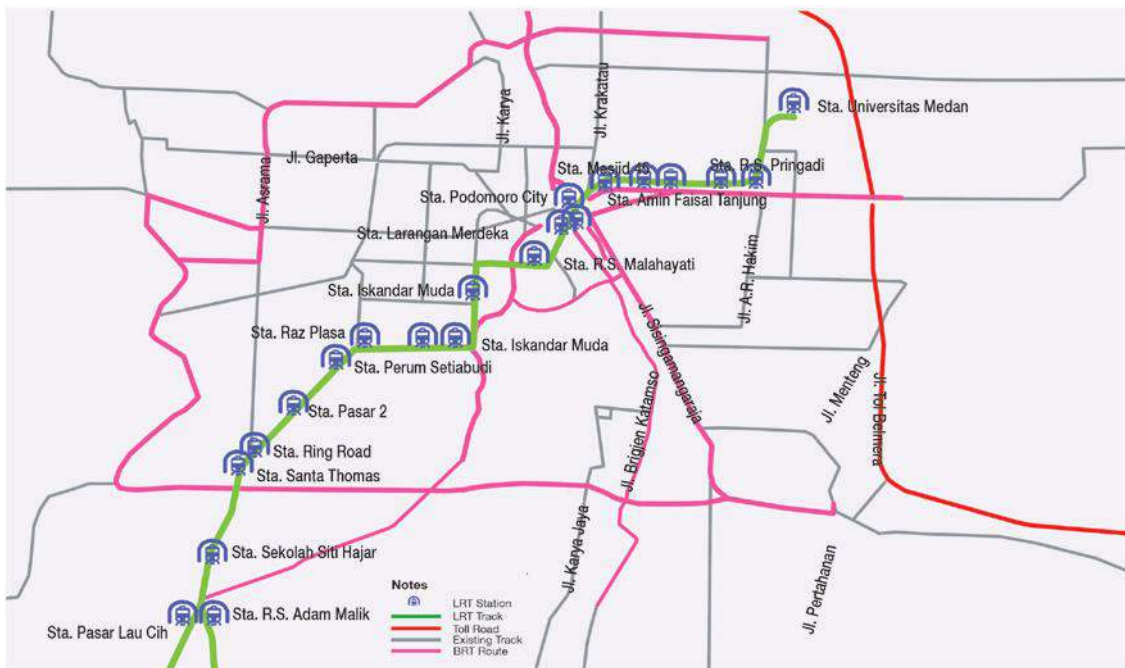 Sta. Universitas Medan
Jl. Krakatau
Jl. Karya
Jl. Gaperta
Sta. Mesjid 45
Sta. R.S. Pringadi
Jl. Asrama
Sta. Podomoro City
Sta. Amin Faisal Tanjung
Sta. Larangan Merdeka
Sta. R.S. Malahayati
Jl. A.R. Hakim
Sta. Iskandar Muda
Jl. Sisingamangaraja
Sta. Raz Plasa
Sta. Iskandar Muda
Sta. Perum Setiabudi
Jl. Menteng
Jl. Tol Belmera
Sta. Pasar 2
Jl. Brigjen Katamso
Sta. Ring Road
Sta. Santa Thomas
Jl. Karya Jaya
Sta. Sekolah Siti Hajar
Jl. Pertahanan
Sta. R.S. Adam Malik
Sta. Pasar Lau Cih
Notes
LRT Station
LRT Track
Toll Road
Existing Track
BRT Route